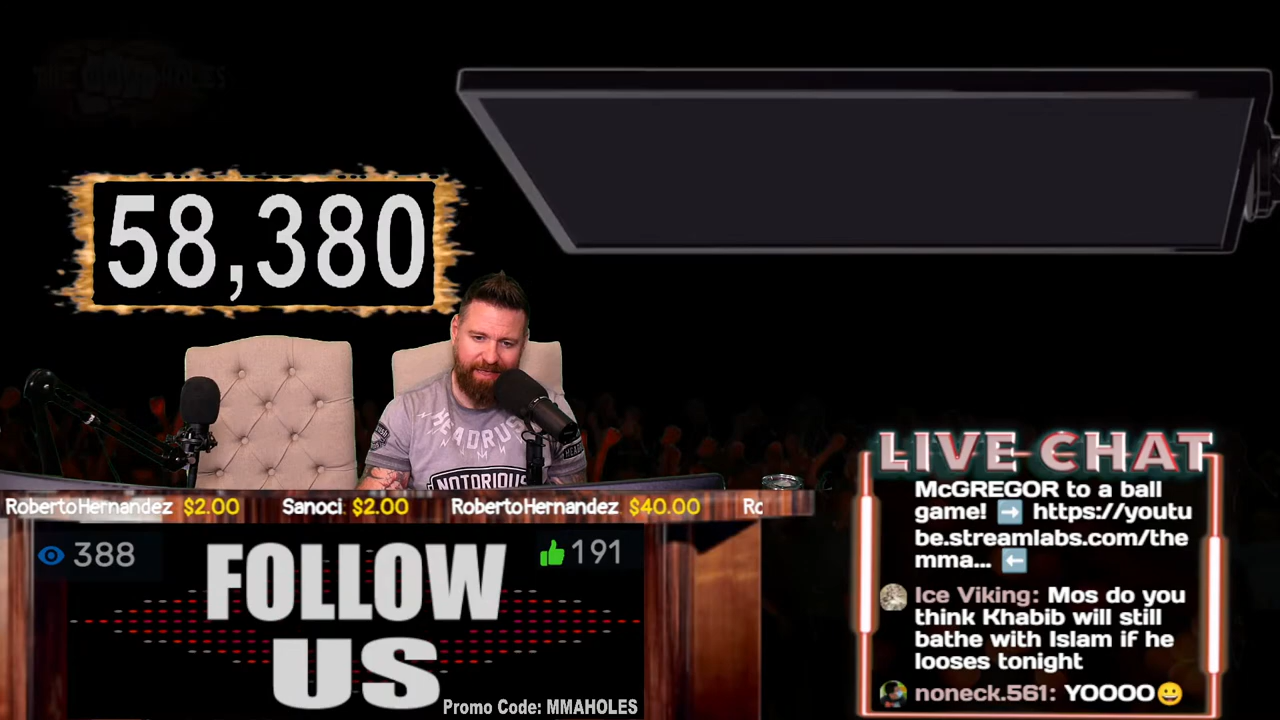 58,380
HEADRUSH
NOTORIOUS
RobertoHernandez $2.00 Sanoci $2.00 RobertoHernandez $40.00 Ro
388
FOLLOW
US
191
Promo Code: MMAHOLES
LIVE CHAT
McGREGOR to a ball
game! ➡️ https://youtu
be.streamlabs.com/the
mma... ⬅️
Ice Viking: Mos do you
think Khabib will still
bathe with Islam if he
looses tonight
noneck.561: YOOOO😀